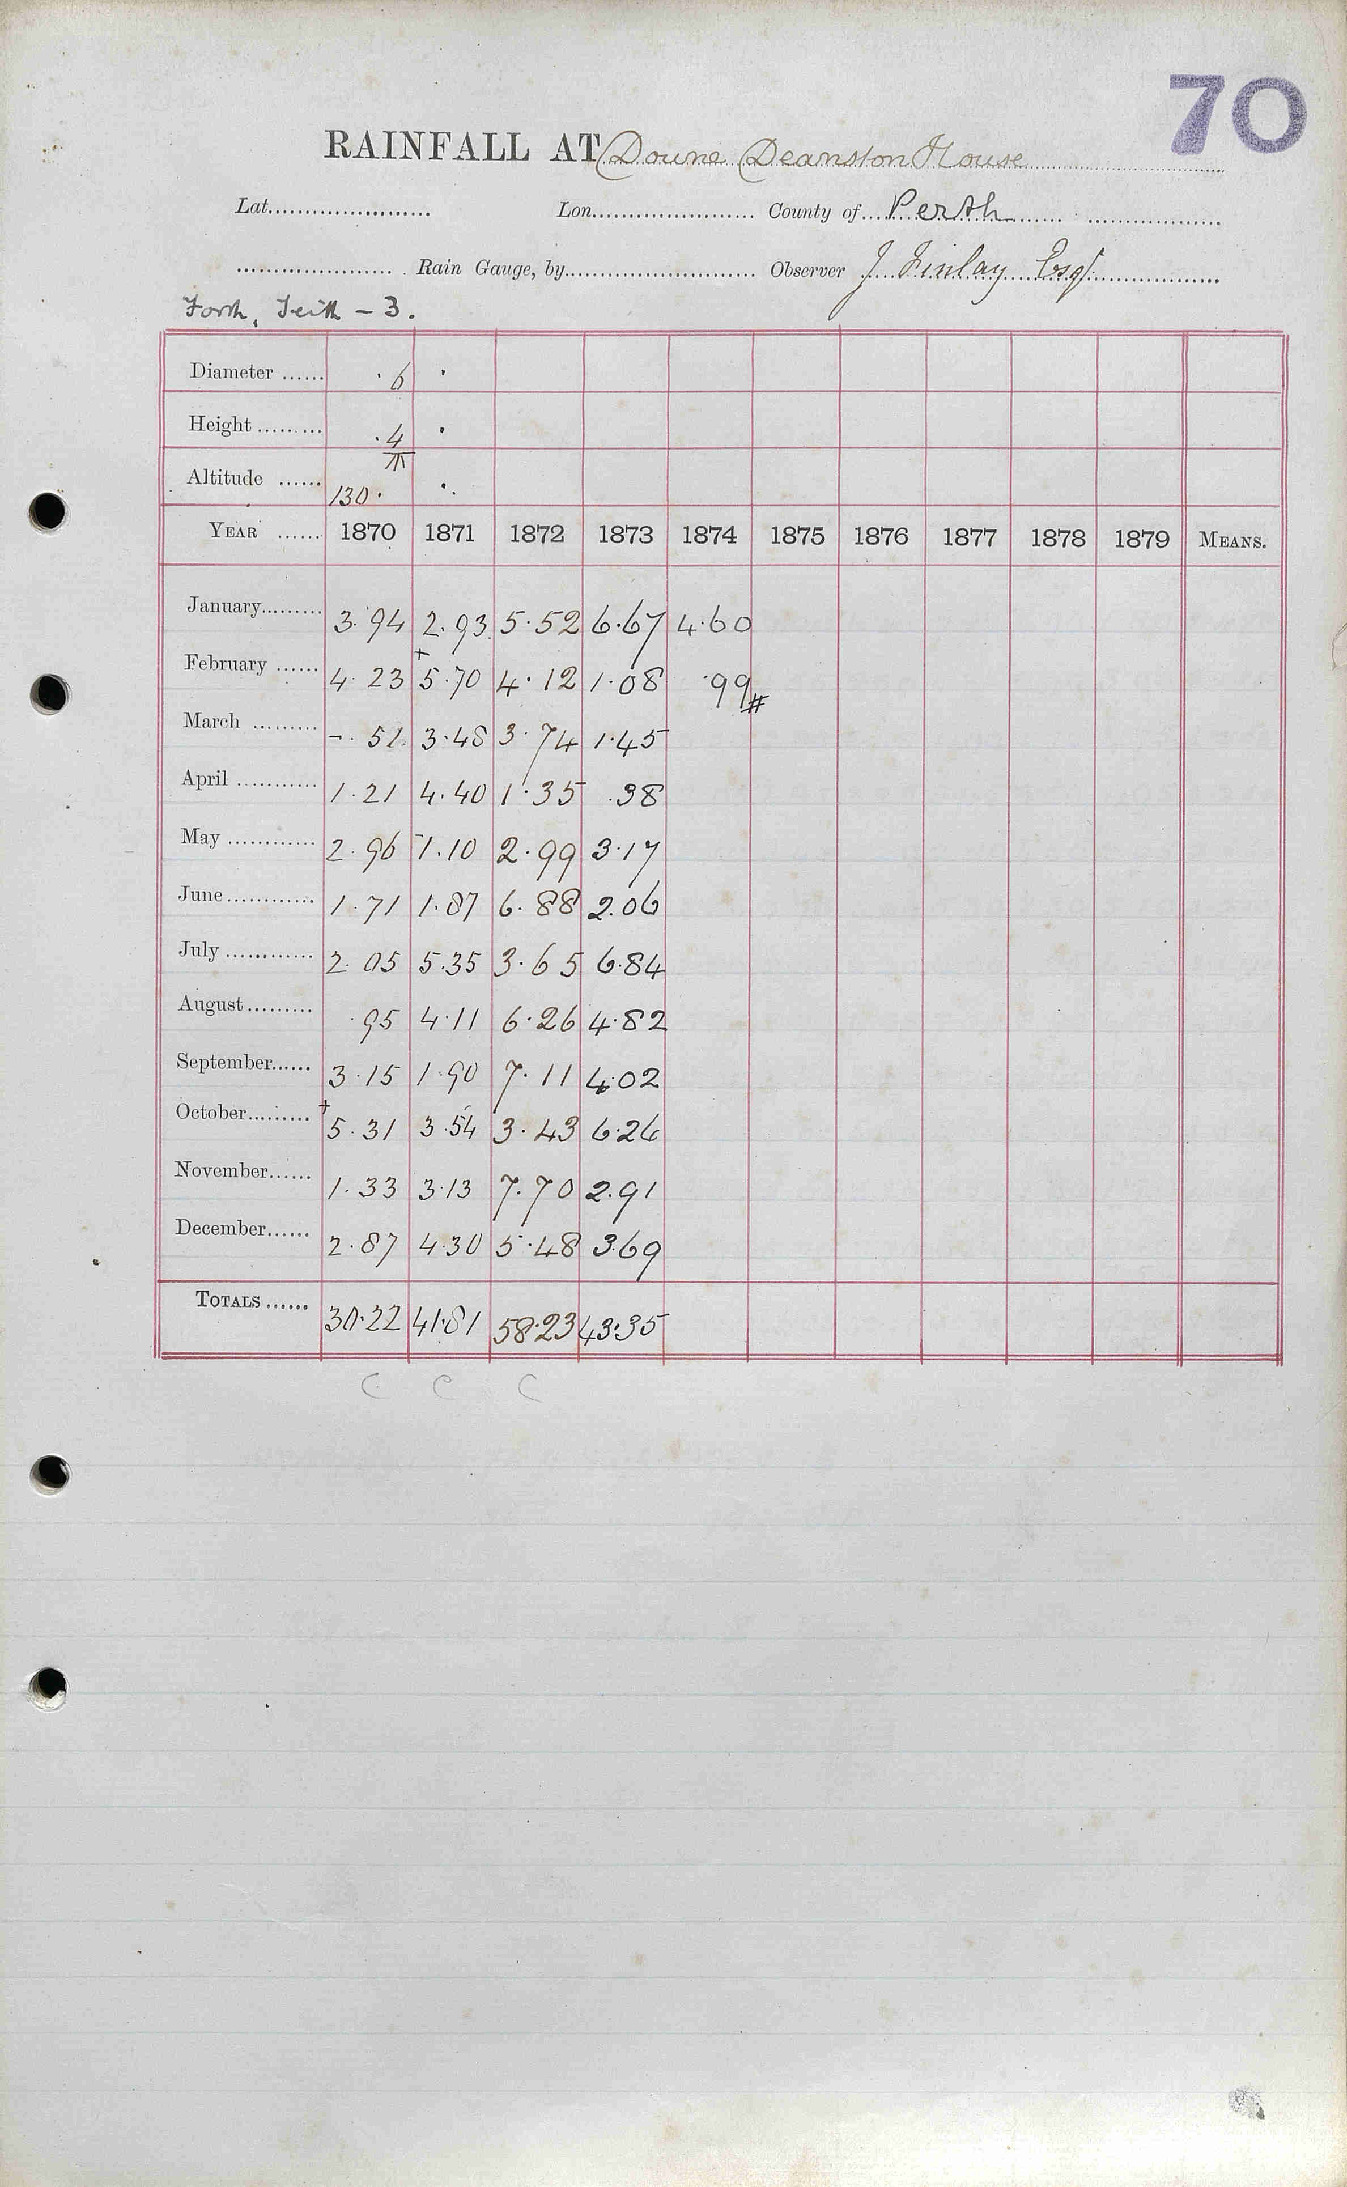 70
RAINFALL AT Doune Deanston House
Lat. Lon. County of Perth
Rain Gauge, by Observer J Finlay Esqr.
Forth, Teith - 3.
Diameter ...... .6 .
Height ......... .4 .
Altitude ...... 130. .
YEAR ...... 1870 1871 1872 1873 1874 1875 1876 1877 1878 1879 MEANS.
January......... 3.94 2.93 5.52 6.67 4.60
February ...... 4.23 +5.70 4.12 1.08 .99#
March ......... -.51 3.48 3.74 1.45
April ............ 1.21 4.40 1.35 .38
May ............ 2.96 -1.10 2.99 3.17
June............ 1.71 1.87 6.88 2.06
July ............ 2.05 5.35 3.65 6.84
August......... .95 4.11 6.26 4.82
September...... 3.15 1.90 7.11 4.02
October......... +5.31 3.54 3.43 6.26
November...... 1.33 3.13 7.70 2.91
December...... 2.87 4.30 5.48 3.69
TOTALS...... 30.22 41.81 58.23 43.35
C C C